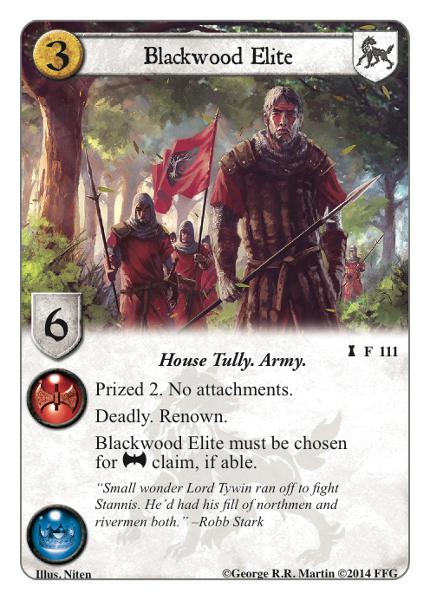 3
Blackwood Elite
6
House Tully. Army.
F 111
Prized 2. No attachments.
Deadly. Renown.
Blackwood Elite must be chosen
for claim, if able.
“Small wonder Lord Tywin ran off to fight
Stannis. He’d had his fill of northmen and
rivermen both.” –Robb Stark
Illus. Niten
©George R.R. Martin ©2014 FFG